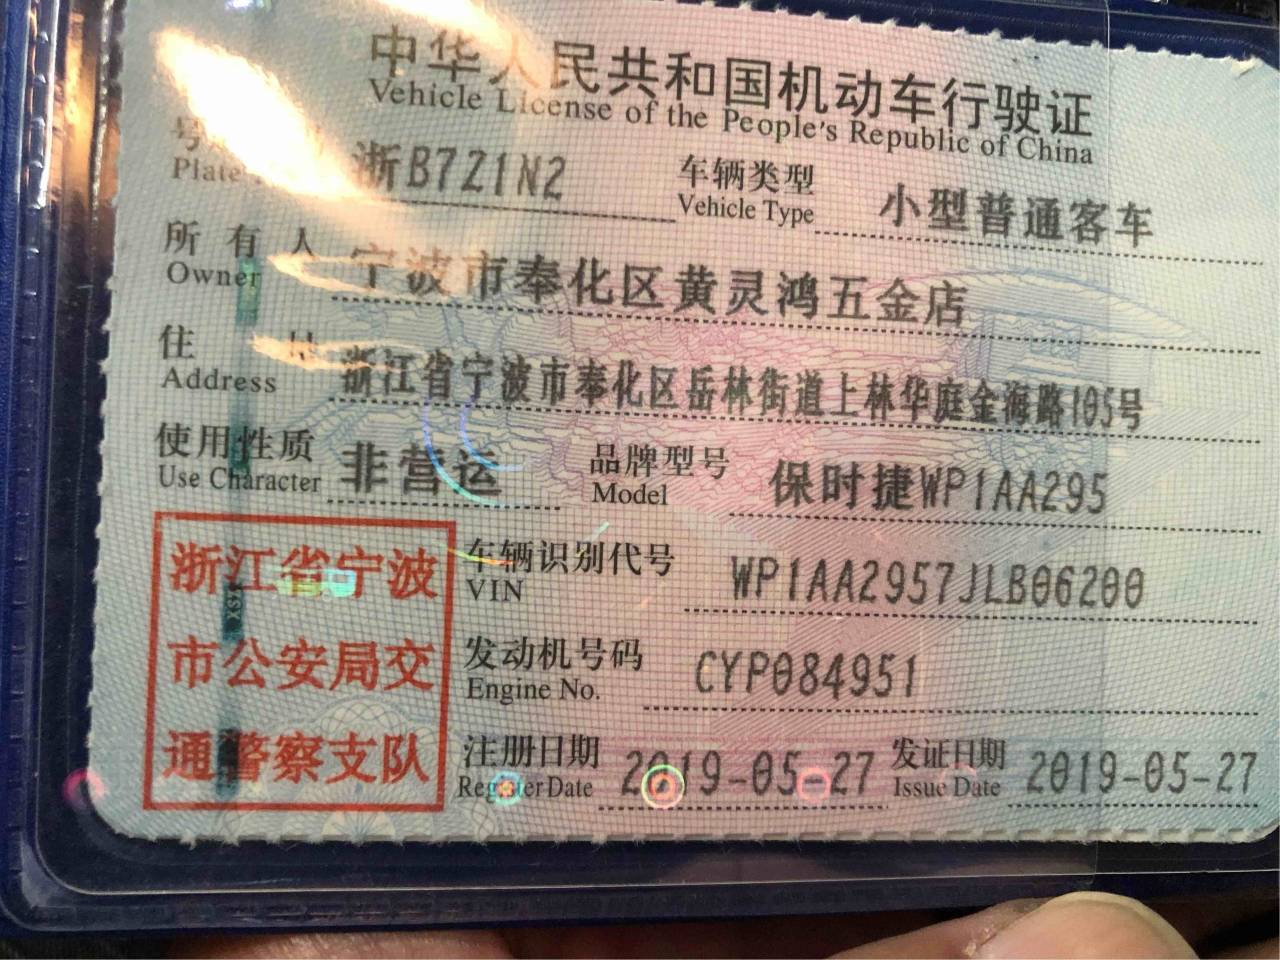 中华人民共和国机动车行驶证
Vehicle License of the People's Republic of China
号 浙B7Z1N2 车辆类型 小型普通客车
Plate Vehicle Type
所有人 宁波市奉化区黄灵鸿五金店
Owner
住址 浙江省宁波市奉化区岳林街道上林华庭金海路105号
Address
使用性质 非营运 品牌型号 保时捷WP1AA295
Use Character Model
车辆识别代号 WP1AA2957JLB06200
VIN
发动机号码 CYP084951
Engine No.
注册日期 2019-05-27 发证日期 2019-05-27
Register Date Issue Date
浙江省宁波
市公安局交
通警察支队